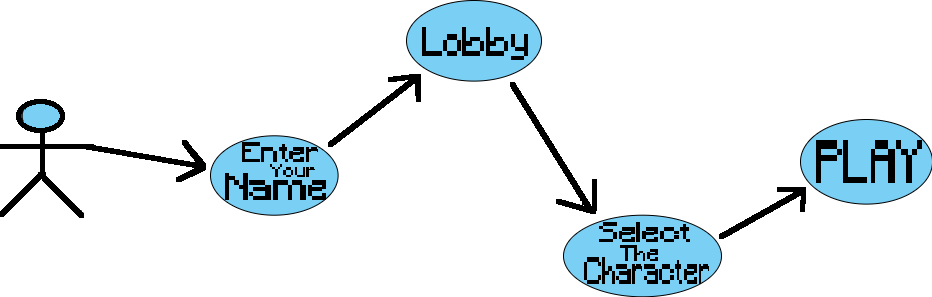 Enter
Your
Name
Lobby
Select
The
Character
PLAY